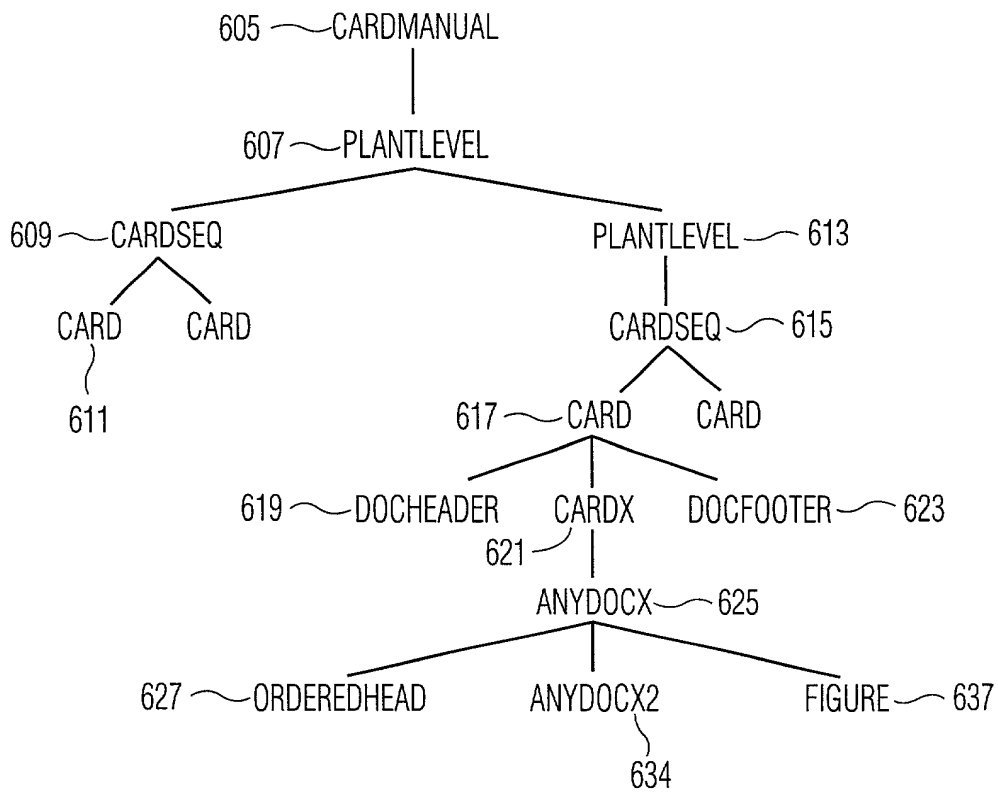 605 CARDMANUAL
607 PLANTLEVEL
609 CARDSEQ PLANTLEVEL 613
CARD CARD CARDSEQ 615
611
617 CARD CARD
619 DOCHEADER CARDX DOCFOOTER 623
621
ANYDOCX 625
627 ORDEREDHEAD ANYDOCX2 FIGURE 637
634